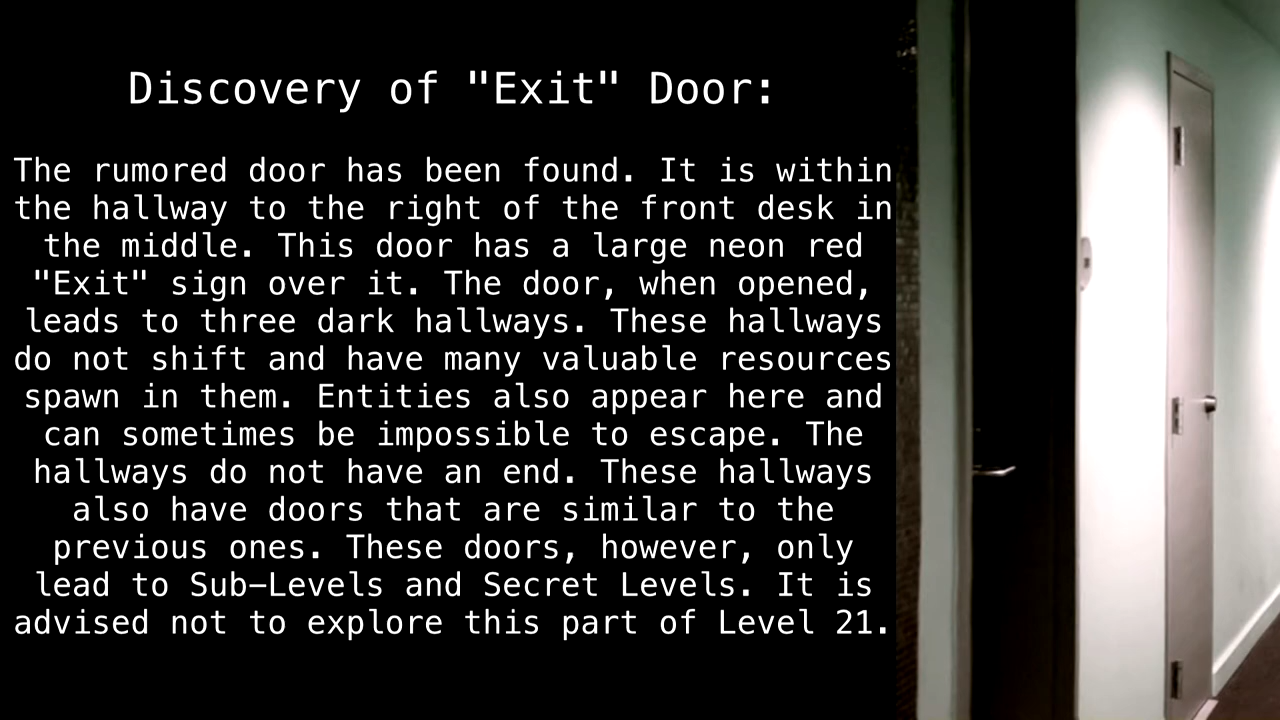 Discovery of "Exit" Door:
The rumored door has been found. It is within
the hallway to the right of the front desk in
the middle. This door has a large neon red
"Exit" sign over it. The door, when opened,
leads to three dark hallways. These hallways
do not shift and have many valuable resources
spawn in them. Entities also appear here and
can sometimes be impossible to escape. The
hallways do not have an end. These hallways
also have doors that are similar to the
previous ones. These doors, however, only
lead to Sub–Levels and Secret Levels. It is
advised not to explore this part of Level 21.